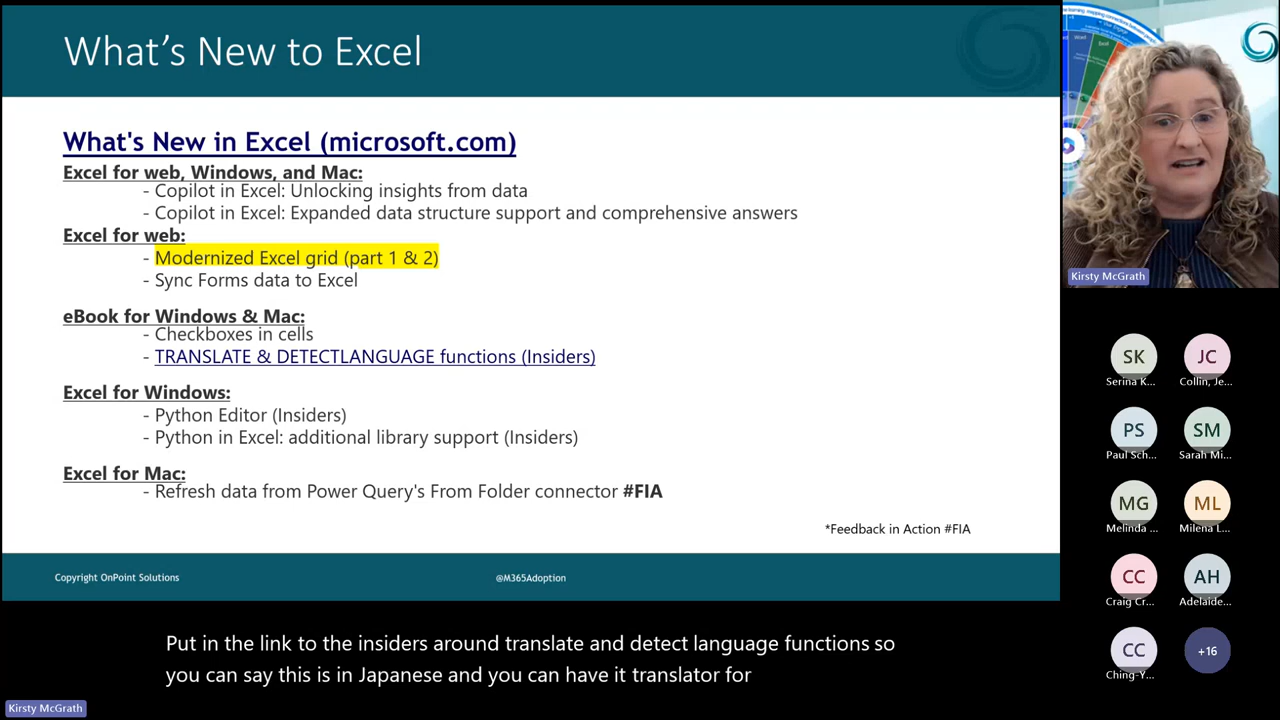 What's New to Excel
What's New in Excel (microsoft.com)
Excel for web, Windows, and Mac:
- Copilot in Excel: Unlocking insights from data
- Copilot in Excel: Expanded data structure support and comprehensive answers
Excel for web:
- Modernized Excel grid (part 1 & 2)
- Sync Forms data to Excel
eBook for Windows & Mac:
- Checkboxes in cells
- TRANSLATE & DETECTLANGUAGE functions (Insiders)
Excel for Windows:
- Python Editor (Insiders)
- Python in Excel: additional library support (Insiders)
Excel for Mac:
- Refresh data from Power Query's From Folder connector #FIA
*Feedback in Action #FIA
Copyright OnPoint Solutions
@M365Adoption
Kirsty McGrath
SK
JC
Serina K...
Collin, Je...
PS
SM
Paul Sch...
Sarah Mi...
MG
ML
Melinda ...
Milena L...
CC
AH
Craig Cr...
Adelaide...
CC
+16
Ching-Y...
Put in the link to the insiders around translate and detect language functions so
you can say this is in Japanese and you can have it translator for
Kirsty McGrath